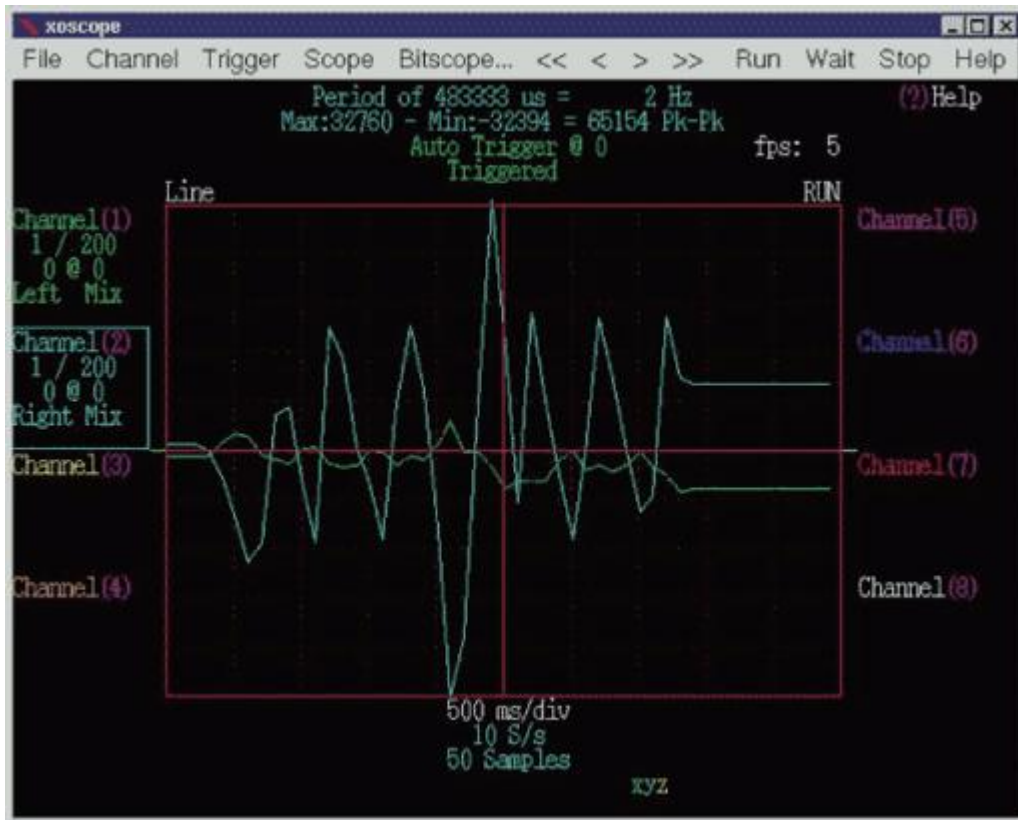 xoscope
File Channel Trigger Scope Bitscope... << < > >> Run Wait Stop Help
Period of 483333 us = 2 Hz
(?)Help
Max:32760 - Min:-32394 = 65154 Pk-Pk
Auto Trigger @ 0
fps: 5
Triggered
Line
RUN
Channel(1)
1 / 200
0 @ 0
Left Mix
Channel(2)
1 / 200
0 @ 0
Right Mix
Channel(3)
Channel(4)
Channel(5)
Channel(6)
Channel(7)
Channel(8)
500 ms/div
10 S/s
50 Samples
xyz